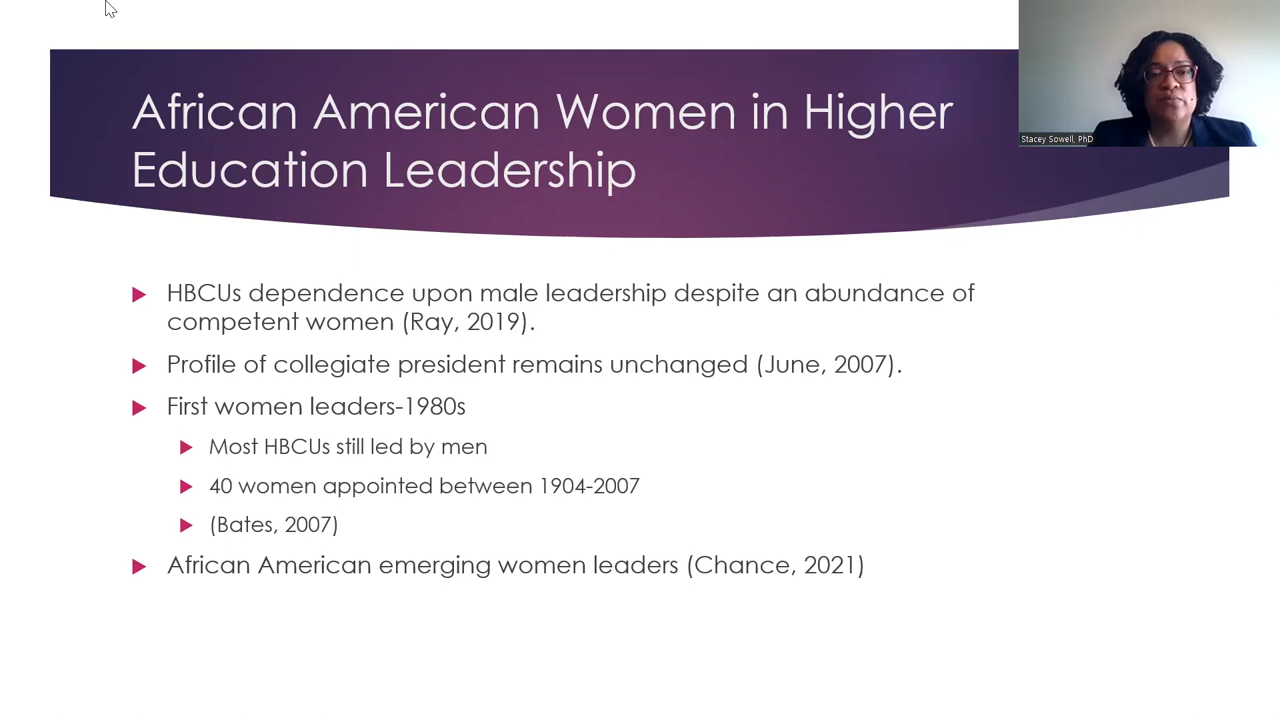 African American Women in Higher
Education Leadership
Stacey Sowell, PhD
HBCUs dependence upon male leadership despite an abundance of
competent women (Ray, 2019).
Profile of collegiate president remains unchanged (June, 2007).
First women leaders-1980s
Most HBCUs still led by men
40 women appointed between 1904-2007
(Bates, 2007)
African American emerging women leaders (Chance, 2021)